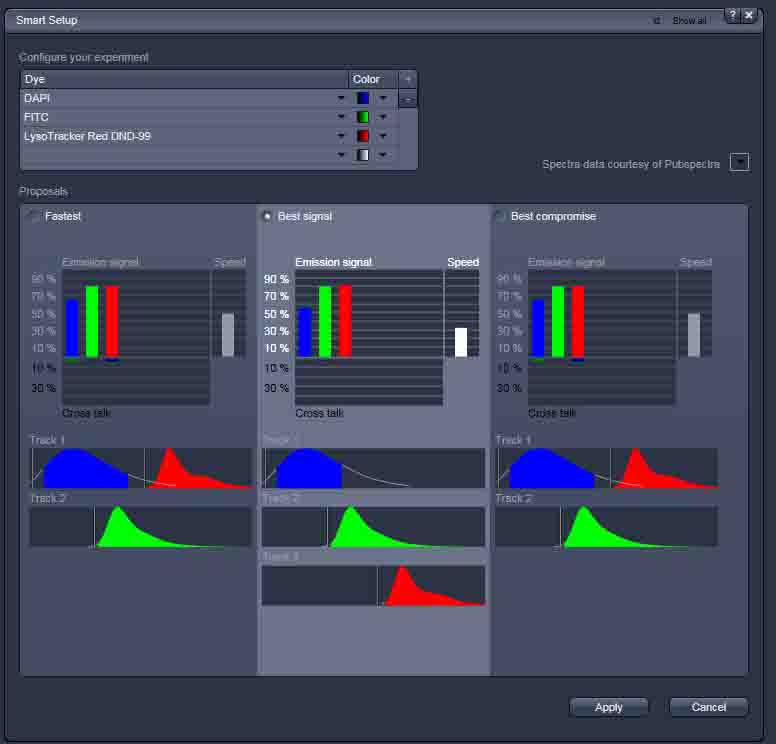 Smart Setup
Show all
? ×
Configure your experiment
Dye Color +
DAPI -
FITC
LysoTracker Red DND-99
Spectra data courtesy of Pubspectra
Proposals
Fastest Best signal Best compromise
Emission signal Speed Emission signal Speed Emission signal Speed
90 % 90 % 90 %
70 % 70 % 70 %
50 % 50 % 50 %
30 % 30 % 30 %
10 % 10 % 10 %
10 % 10 % 10 %
30 % 30 % 30 %
Cross talk Cross talk Cross talk
Track 1 Track 1 Track 1
Track 2 Track 2 Track 2
Track 3
Apply Cancel